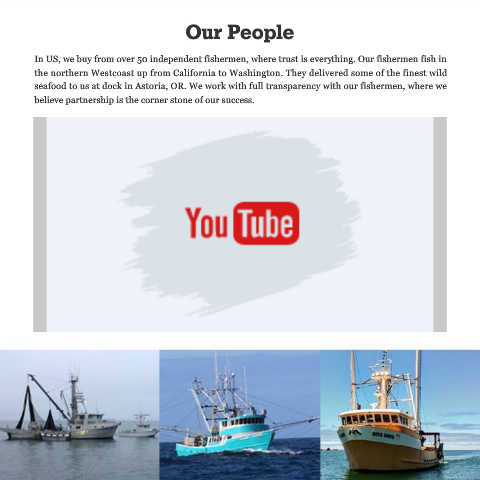 Our People
In US, we buy from over 50 independent fishermen, where trust is everything. Our fishermen fish in
the northern Westcoast up from California to Washington. They delivered some of the finest wild
seafood to us at dock in Astoria, OR. We work with full transparency with our fishermen, where we
believe partnership is the corner stone of our success.
YouTube